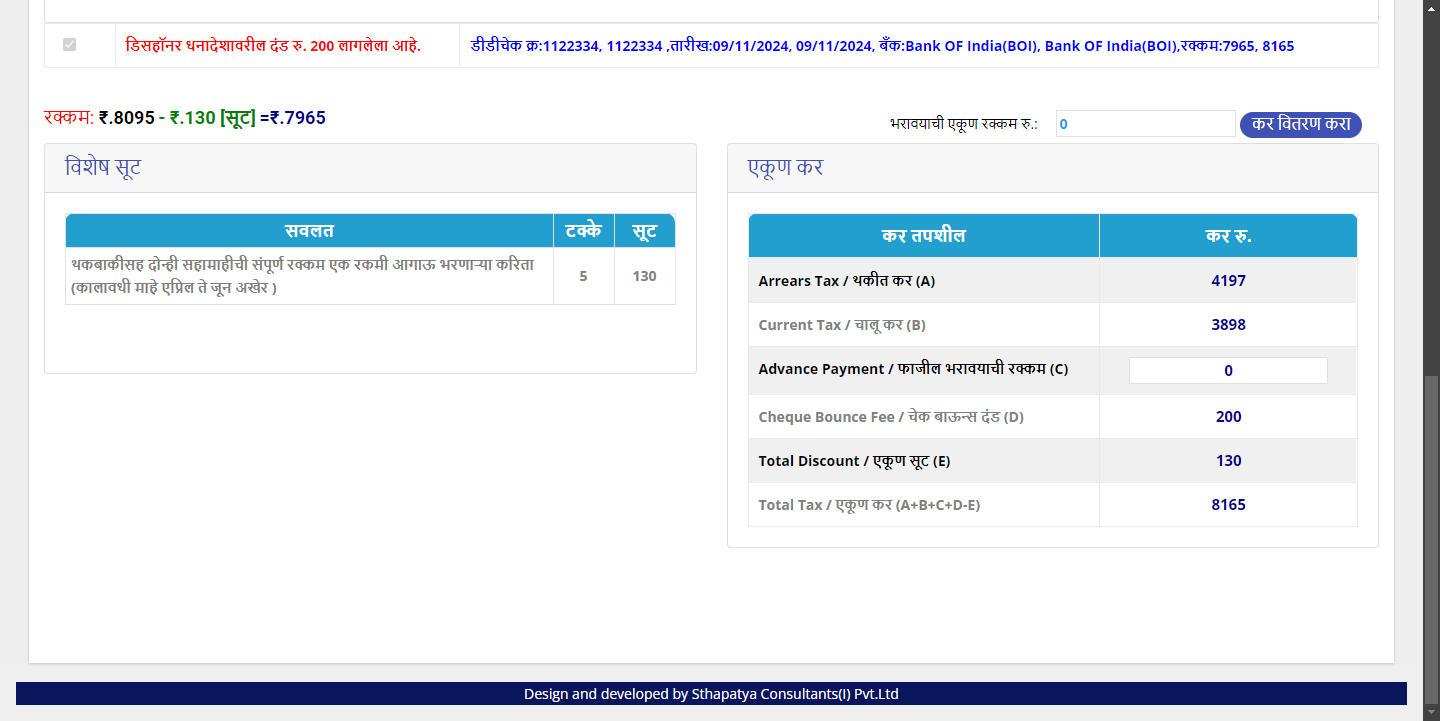 डिसहॉनर धनादेशावरील दंड रु. 200 लागलेला आहे.
डीडीचेक क्र:1122334, 1122334 ,तारीख:09/11/2024, 09/11/2024, बँक:Bank OF India(BOI), Bank OF India(BOI),रक्कम:7965, 8165
रक्कम: ₹.8095 - ₹.130 [सूट] =₹.7965
भरावयाची एकूण रक्कम रु.: 0 कर वितरण करा
विशेष सूट
सवलत टक्के सूट
थकबाकीसह दोन्ही सहामाहीची संपूर्ण रक्कम एक रकमी आगाऊ भरणाऱ्या करिता
(कालावधी माहे एप्रिल ते जून अखेर )
5 130
एकूण कर
कर तपशील कर रु.
Arrears Tax / थकीत कर (A) 4197
Current Tax / चालू कर (B) 3898
Advance Payment / फाजील भरावयाची रक्कम (C) 0
Cheque Bounce Fee / चेक बाऊन्स दंड (D) 200
Total Discount / एकूण सूट (E) 130
Total Tax / एकूण कर (A+B+C+D-E) 8165
Design and developed by Sthapatya Consultants(I) Pvt.Ltd